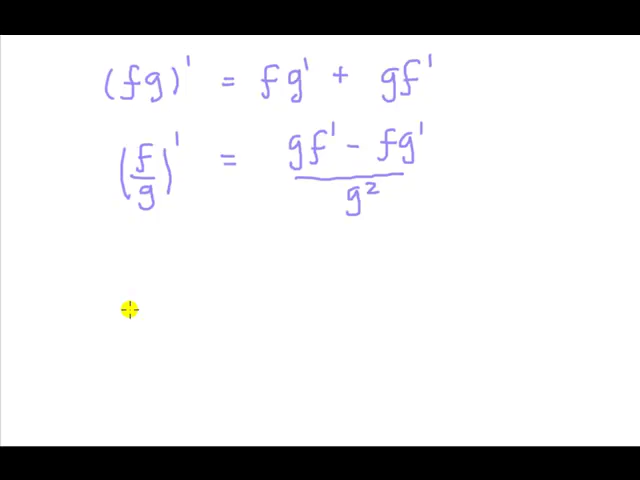 (fg)' = fg' + gf'
(f/g)' = (gf' - fg')/g²